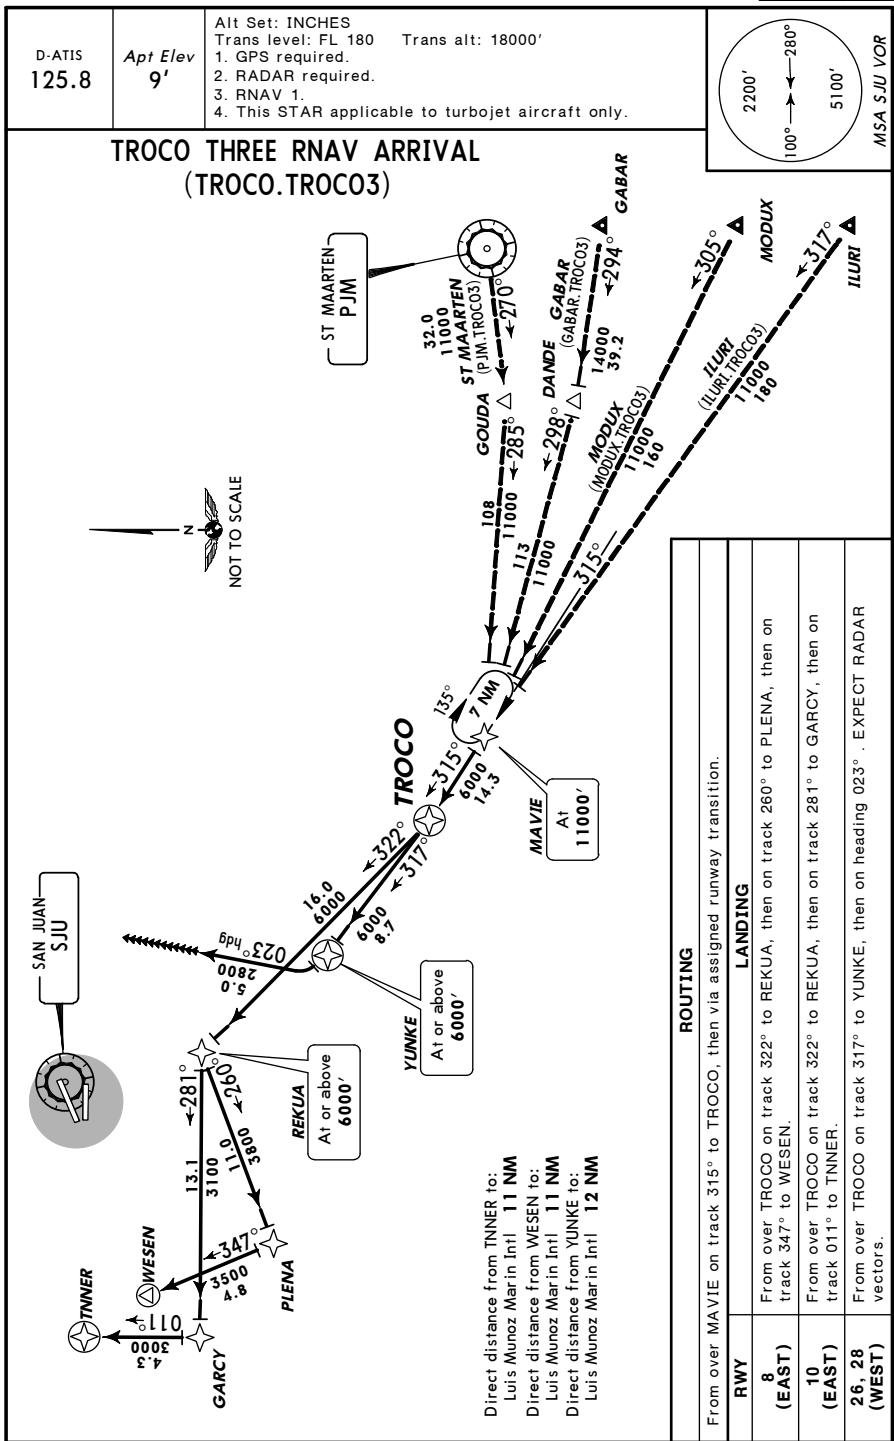 D-ATIS
125.8
Apt Elev
9'
Alt Set: INCHES
Trans level: FL 180 Trans alt: 18000'
1. GPS required.
2. RADAR required.
3. RNAV 1.
4. This STAR applicable to turbojet aircraft only.
2200'
100°
280°
5100'
MSA SJU VOR
TROCO THREE RNAV ARRIVAL
(TROCO.TROCO3)
ST MAARTEN
PJM
GABAR
MODUX
ILURI
32.0
11000
ST MAARTEN
(PJM.TROCO3)
270°
GABAR
(GABAR.TROCO3)
294°
14000
39.2
305°
317°
GOUDA
DANDE
285°
298°
108
11000
113
11000
MODUX
(MODUX.TROCO3)
11000
160
ILURI
(ILURI.TROCO3)
11000
180
N
NOT TO SCALE
315°
135°
7 NM
MAVIE
At
11000'
TROCO
315°
6000
14.3
322°
317°
16.0
6000
6000
8.7
023° hdg
2800
5.0
YUNKE
At or above
6000'
SAN JUAN
SJU
REKUA
At or above
6000'
281°
260°
13.1
3100
11.0
3800
PLENA
347°
3500
4.8
WESEN
GARCY
011°
3000
4.3
TNNER
Direct distance from TNNER to:
Luis Munoz Marin Intl 11 NM
Direct distance from WESEN to:
Luis Munoz Marin Intl 11 NM
Direct distance from YUNKE to:
Luis Munoz Marin Intl 12 NM
ROUTING
From over MAVIE on track 315° to TROCO, then via assigned runway transition.
RWY LANDING
8
(EAST)
From over TROCO on track 322° to REKUA, then on track 260° to PLENA, then on
track 347° to WESEN.
10
(EAST)
From over TROCO on track 322° to REKUA, then on track 281° to GARCY, then on
track 011° to TNNER.
26, 28
(WEST)
From over TROCO on track 317° to YUNKE, then on heading 023° . EXPECT RADAR
vectors.